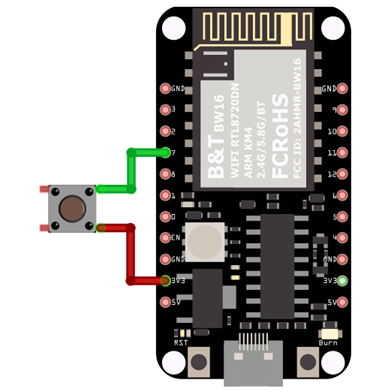 GND
3
2
7
8
1
0
EN
GND
3V3
5V
RST
B&T BW16
WIFI RTL8720DN
ARM KM4
2.4G/5.8G/BT
FCRoHS
FCC ID: 2AHMR-BW16
GND
9
10
11
12
6
5
4
GND
3V3
5V
Burn